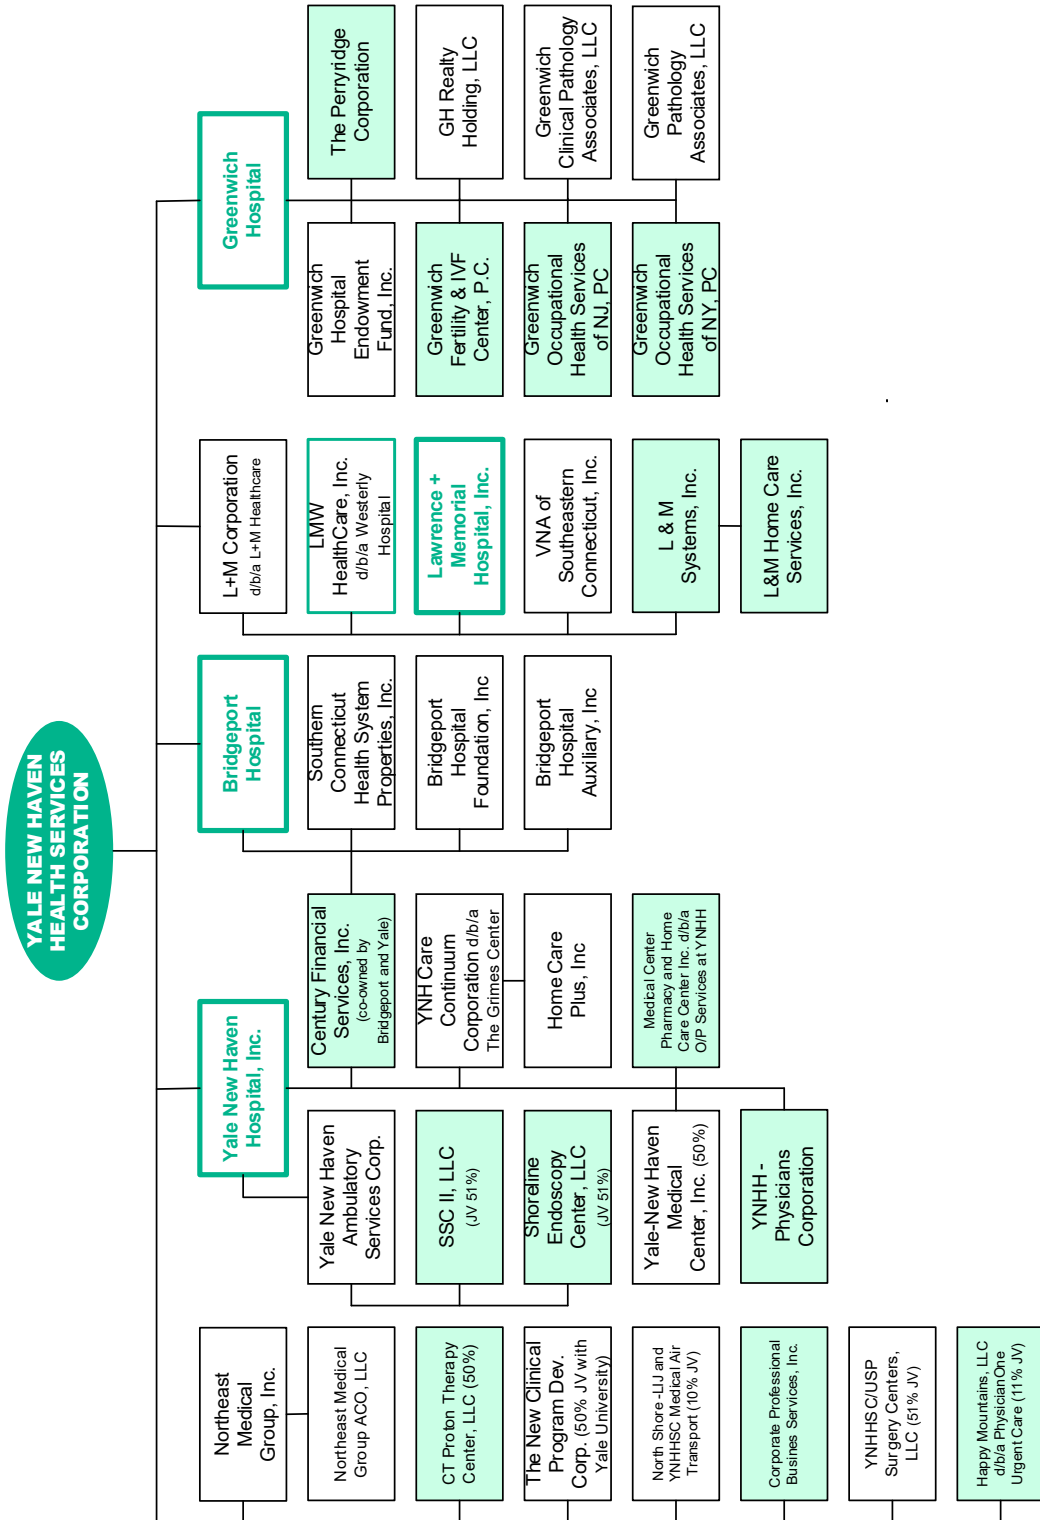 YALE NEW HAVEN
HEALTH SERVICES
CORPORATION
Northeast
Medical
Group, Inc.
Northeast Medical
Group ACO, LLC
CT Proton Therapy
Center, LLC (50%)
The New Clinical
Program Dev.
Corp. (50% JV with
Yale University)
North Shore -LIJ and
YNHHSC Medical Air
Transport (10% JV)
Corporate Professional
Busines Services, Inc.
YNHHSC/USP
Surgery Centers,
LLC (51% JV)
Happy Mountains, LLC
d/b/a PhysicianOne
Urgent Care (11% JV)
Yale New Haven
Hospital, Inc.
Yale New Haven
Ambulatory
Services Corp.
SSC II, LLC
(JV 51%)
Shoreline
Endoscopy
Center, LLC
(JV 51%)
Yale-New Haven
Medical
Center, Inc. (50%)
YNHH -
Physicians
Corporation
Century Financial
Services, Inc.
(co-owned by
Bridgeport and Yale)
YNH Care
Continuum
Corporation d/b/a
The Grimes Center
Home Care
Plus, Inc
Medical Center
Pharmacy and Home
Care Center Inc. d/b/a
O/P Services at YNHH
Bridgeport
Hospital
Southern
Connecticut
Health System
Properties, Inc.
Bridgeport
Hospital
Foundation, Inc
Bridgeport
Hospital
Auxiliary, Inc
L+M Corporation
d/b/a L+M Healthcare
LMW
HealthCare, Inc.
d/b/a Westerly
Hospital
Lawrence +
Memorial
Hospital, Inc.
VNA of
Southeastern
Connecticut, Inc.
L & M
Systems, Inc.
L&M Home Care
Services, Inc.
Greenwich
Hospital
Greenwich
Hospital
Endowment
Fund, Inc.
Greenwich
Fertility & IVF
Center, P.C.
Greenwich
Occupational
Health Services
of NJ, PC
Greenwich
Occupational
Health Services
of NY, PC
The Perryridge
Corporation
GH Realty
Holding, LLC
Greenwich
Clinical Pathology
Associates, LLC
Greenwich
Pathology
Associates, LLC